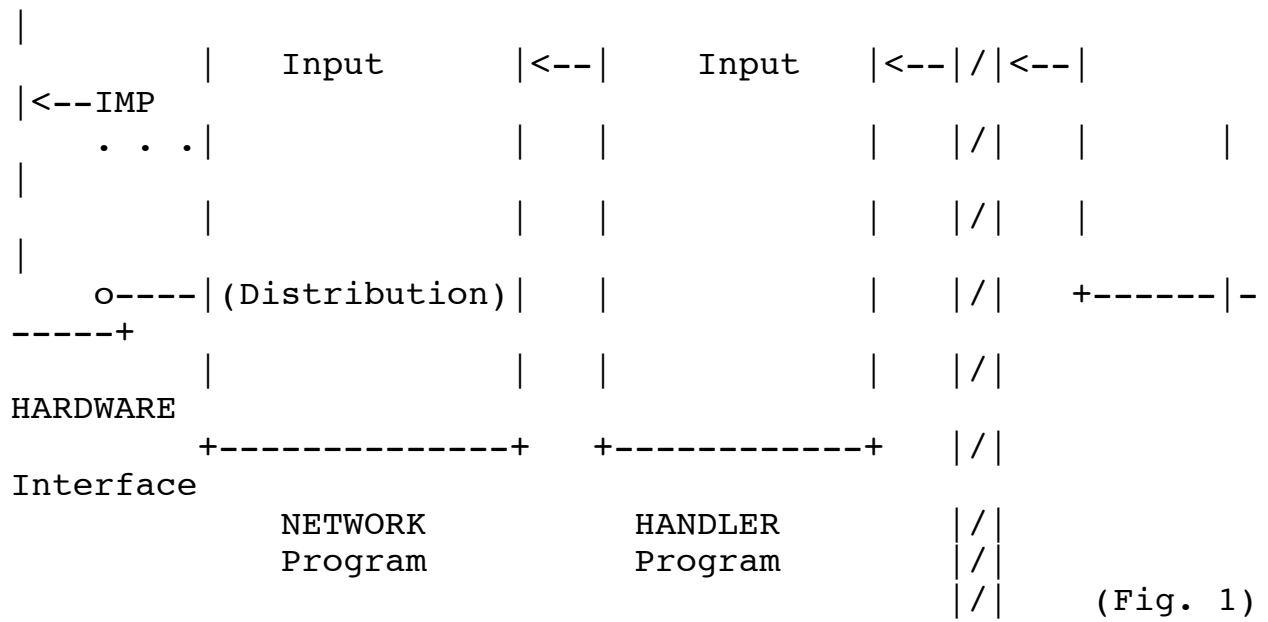 |
          |    Input       |<--|     Input   |<--|/|<--|
|<--IMP
     . . .|                |   |             |   |/|   |       |
|
          |                |   |             |   |/|   |
|
     o----|(Distribution)|   |             |   |/|   +------|-
-----+
          |                |   |             |   |/|
HARDWARE
          +--------------+   +------------+   |/|
Interface
              NETWORK          HANDLER        |/|
              Program          Program        |/|
                                              |/|    (Fig. 1)